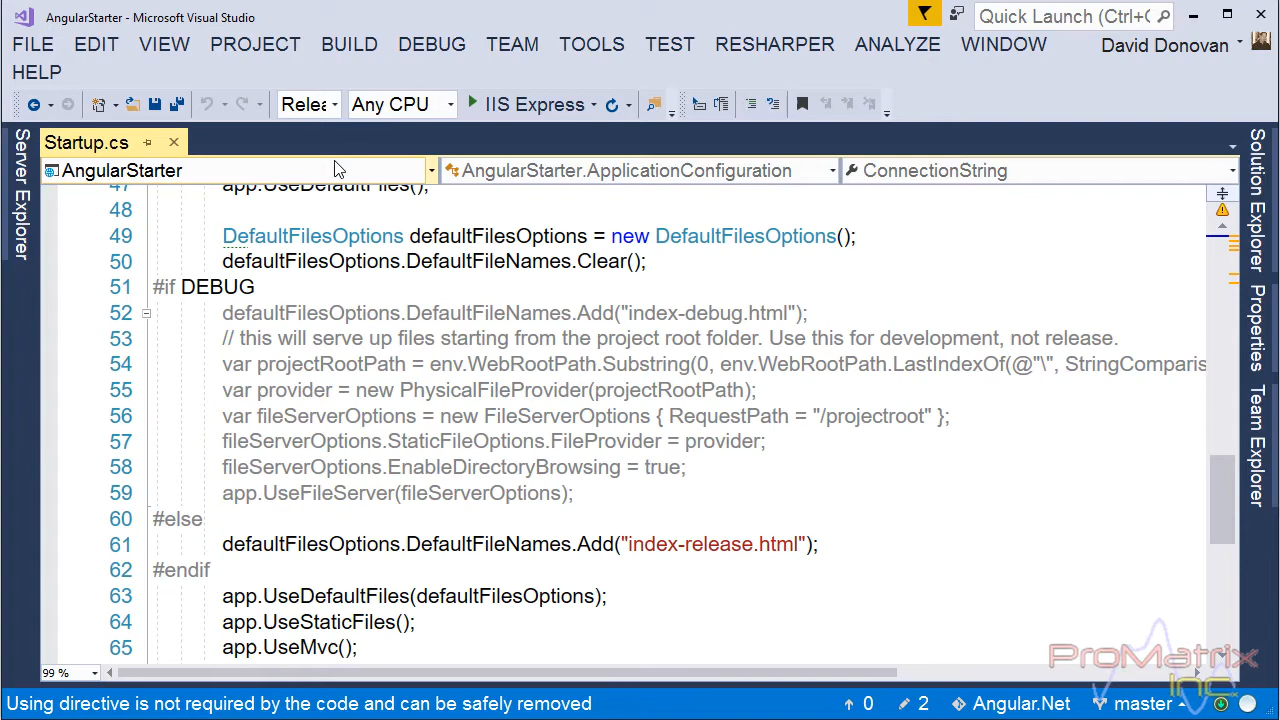 AngularStarter - Microsoft Visual Studio
Quick Launch (Ctrl+Q
FILE EDIT VIEW PROJECT BUILD DEBUG TEAM TOOLS TEST RESHARPER ANALYZE WINDOW
David Donovan
HELP
Relea
Any CPU
IIS Express
Startup.cs
AngularStarter
AngularStarter.ApplicationConfiguration
ConnectionString
Server Explorer
Solution Explorer
Properties
Team Explorer
47 app.UseDefaultFiles();
48
49 DefaultFilesOptions defaultFilesOptions = new DefaultFilesOptions();
50 defaultFilesOptions.DefaultFileNames.Clear();
51 #if DEBUG
52 defaultFilesOptions.DefaultFileNames.Add("index-debug.html");
53 // this will serve up files starting from the project root folder. Use this for development, not release.
54 var projectRootPath = env.WebRootPath.Substring(0, env.WebRootPath.LastIndexOf(@"\", StringComparis
55 var provider = new PhysicalFileProvider(projectRootPath);
56 var fileServerOptions = new FileServerOptions { RequestPath = "/projectroot" };
57 fileServerOptions.StaticFileOptions.FileProvider = provider;
58 fileServerOptions.EnableDirectoryBrowsing = true;
59 app.UseFileServer(fileServerOptions);
60 #else
61 defaultFilesOptions.DefaultFileNames.Add("index-release.html");
62 #endif
63 app.UseDefaultFiles(defaultFilesOptions);
64 app.UseStaticFiles();
65 app.UseMvc();
ProMatrix
Inc.
99 %
Using directive is not required by the code and can be safely removed
0
2
Angular.Net
master